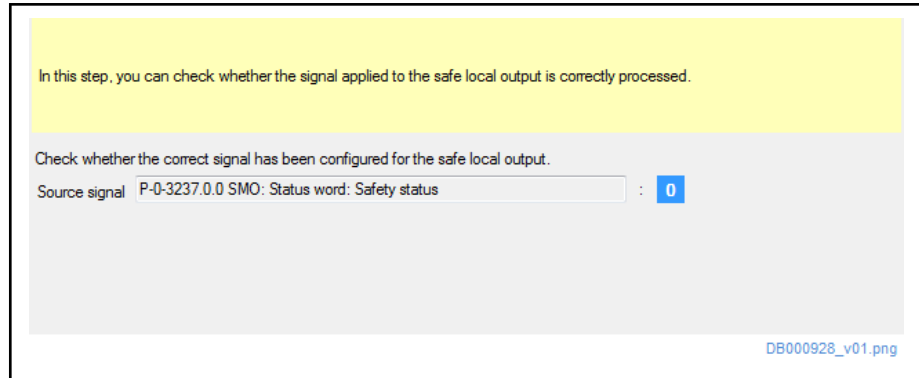 In this step, you can check whether the signal applied to the safe local output is correctly processed.
Check whether the correct signal has been configured for the safe local output.
Source signal P-0-3237.0.0 SMO: Status word: Safety status : 0
DB000928_v01.png